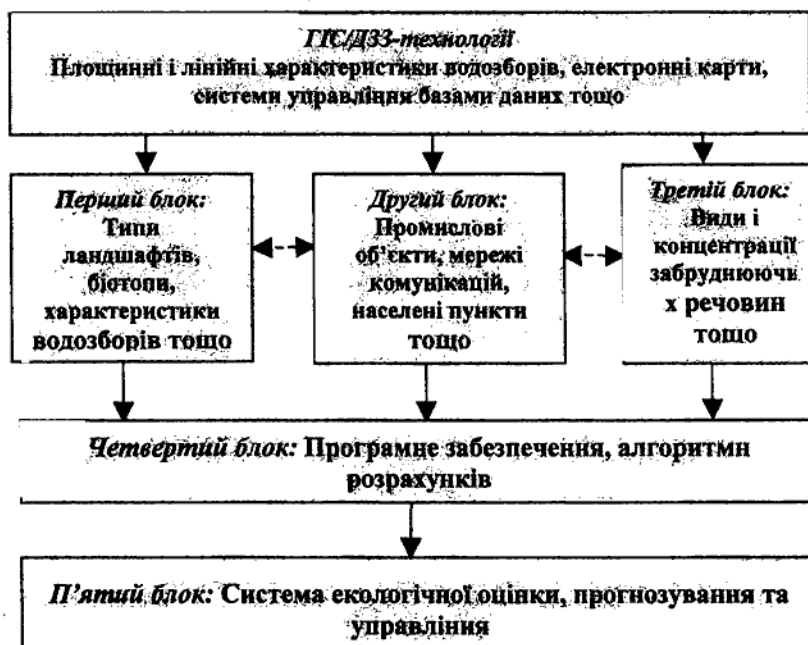 ГІС/ДЗЗ-технології
Площинні і лінійні характеристики водозборів, електронні карти,
системи управління базами даних тощо
Перший блок:
Типи
ландшафтів,
біотопи,
характеристики
водозборів тощо
Другий блок:
Промислові
об’єкти, мережі
комунікацій,
населені пункти
тощо
Третій блок:
Види і
концентрації
забруднюючи
х речовин
тощо
Четвертий блок: Програмне забезпечення, алгоритми
розрахунків
П’ятий блок: Система екологічної оцінки, прогнозування та
управління